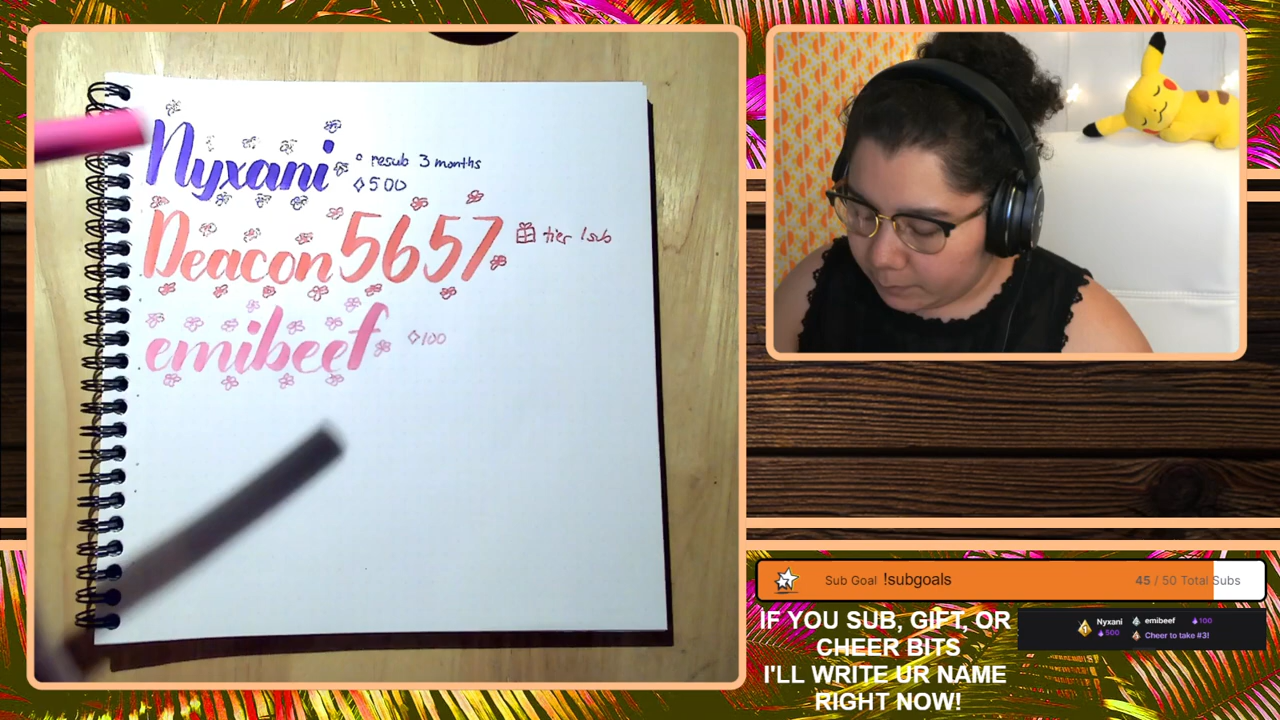 Nyxani
resub 3 months
◊500
Deacon5657
tier 1 sub
emibeef
◊100
Sub Goal !subgoals
45 / 50 Total Subs
IF YOU SUB, GIFT, OR
CHEER BITS
I'LL WRITE UR NAME
RIGHT NOW!
1 Nyxani 500
emibeef 100
Cheer to take #3!